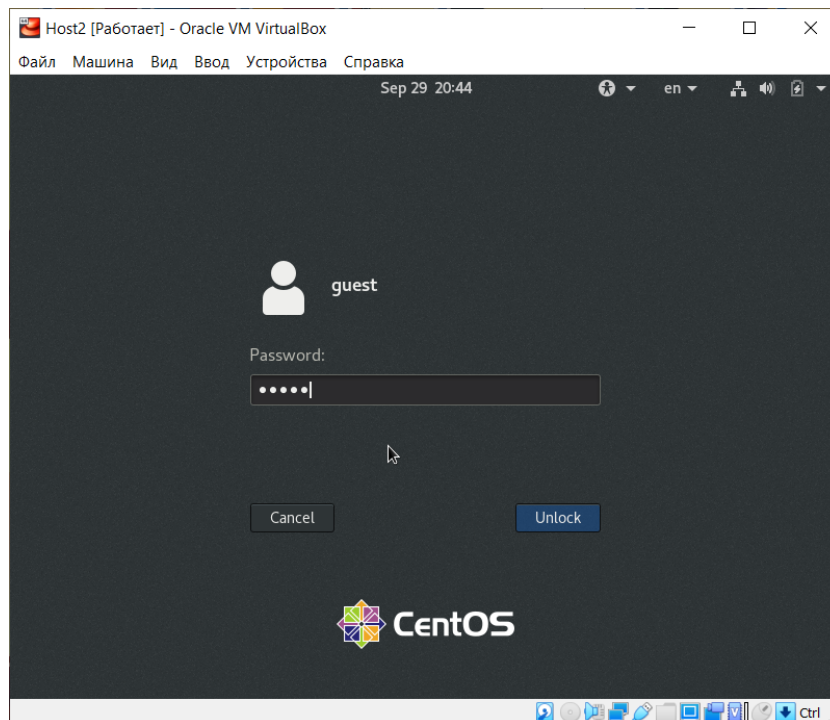 Host2 [Работает] - Oracle VM VirtualBox
Файл Машина Вид Ввод Устройства Справка
Sep 29 20:44 en
guest
Password:
Cancel Unlock
CentOS
Ctrl